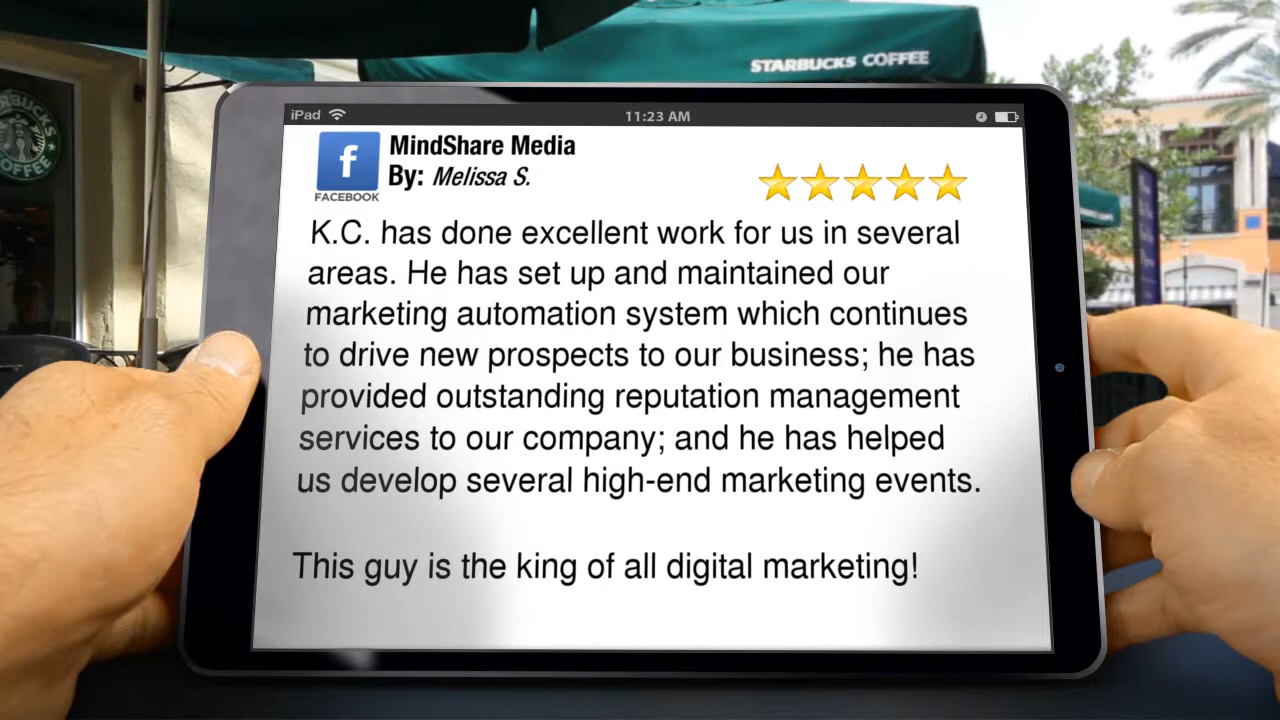 STARBUCKS COFFEE
RBUCKS
OFFEE
iPad
11:23 AM
f
FACEBOOK
MindShare Media
By: Melissa S.
K.C. has done excellent work for us in several
areas. He has set up and maintained our
marketing automation system which continues
to drive new prospects to our business; he has
provided outstanding reputation management
services to our company; and he has helped
us develop several high-end marketing events.
This guy is the king of all digital marketing!